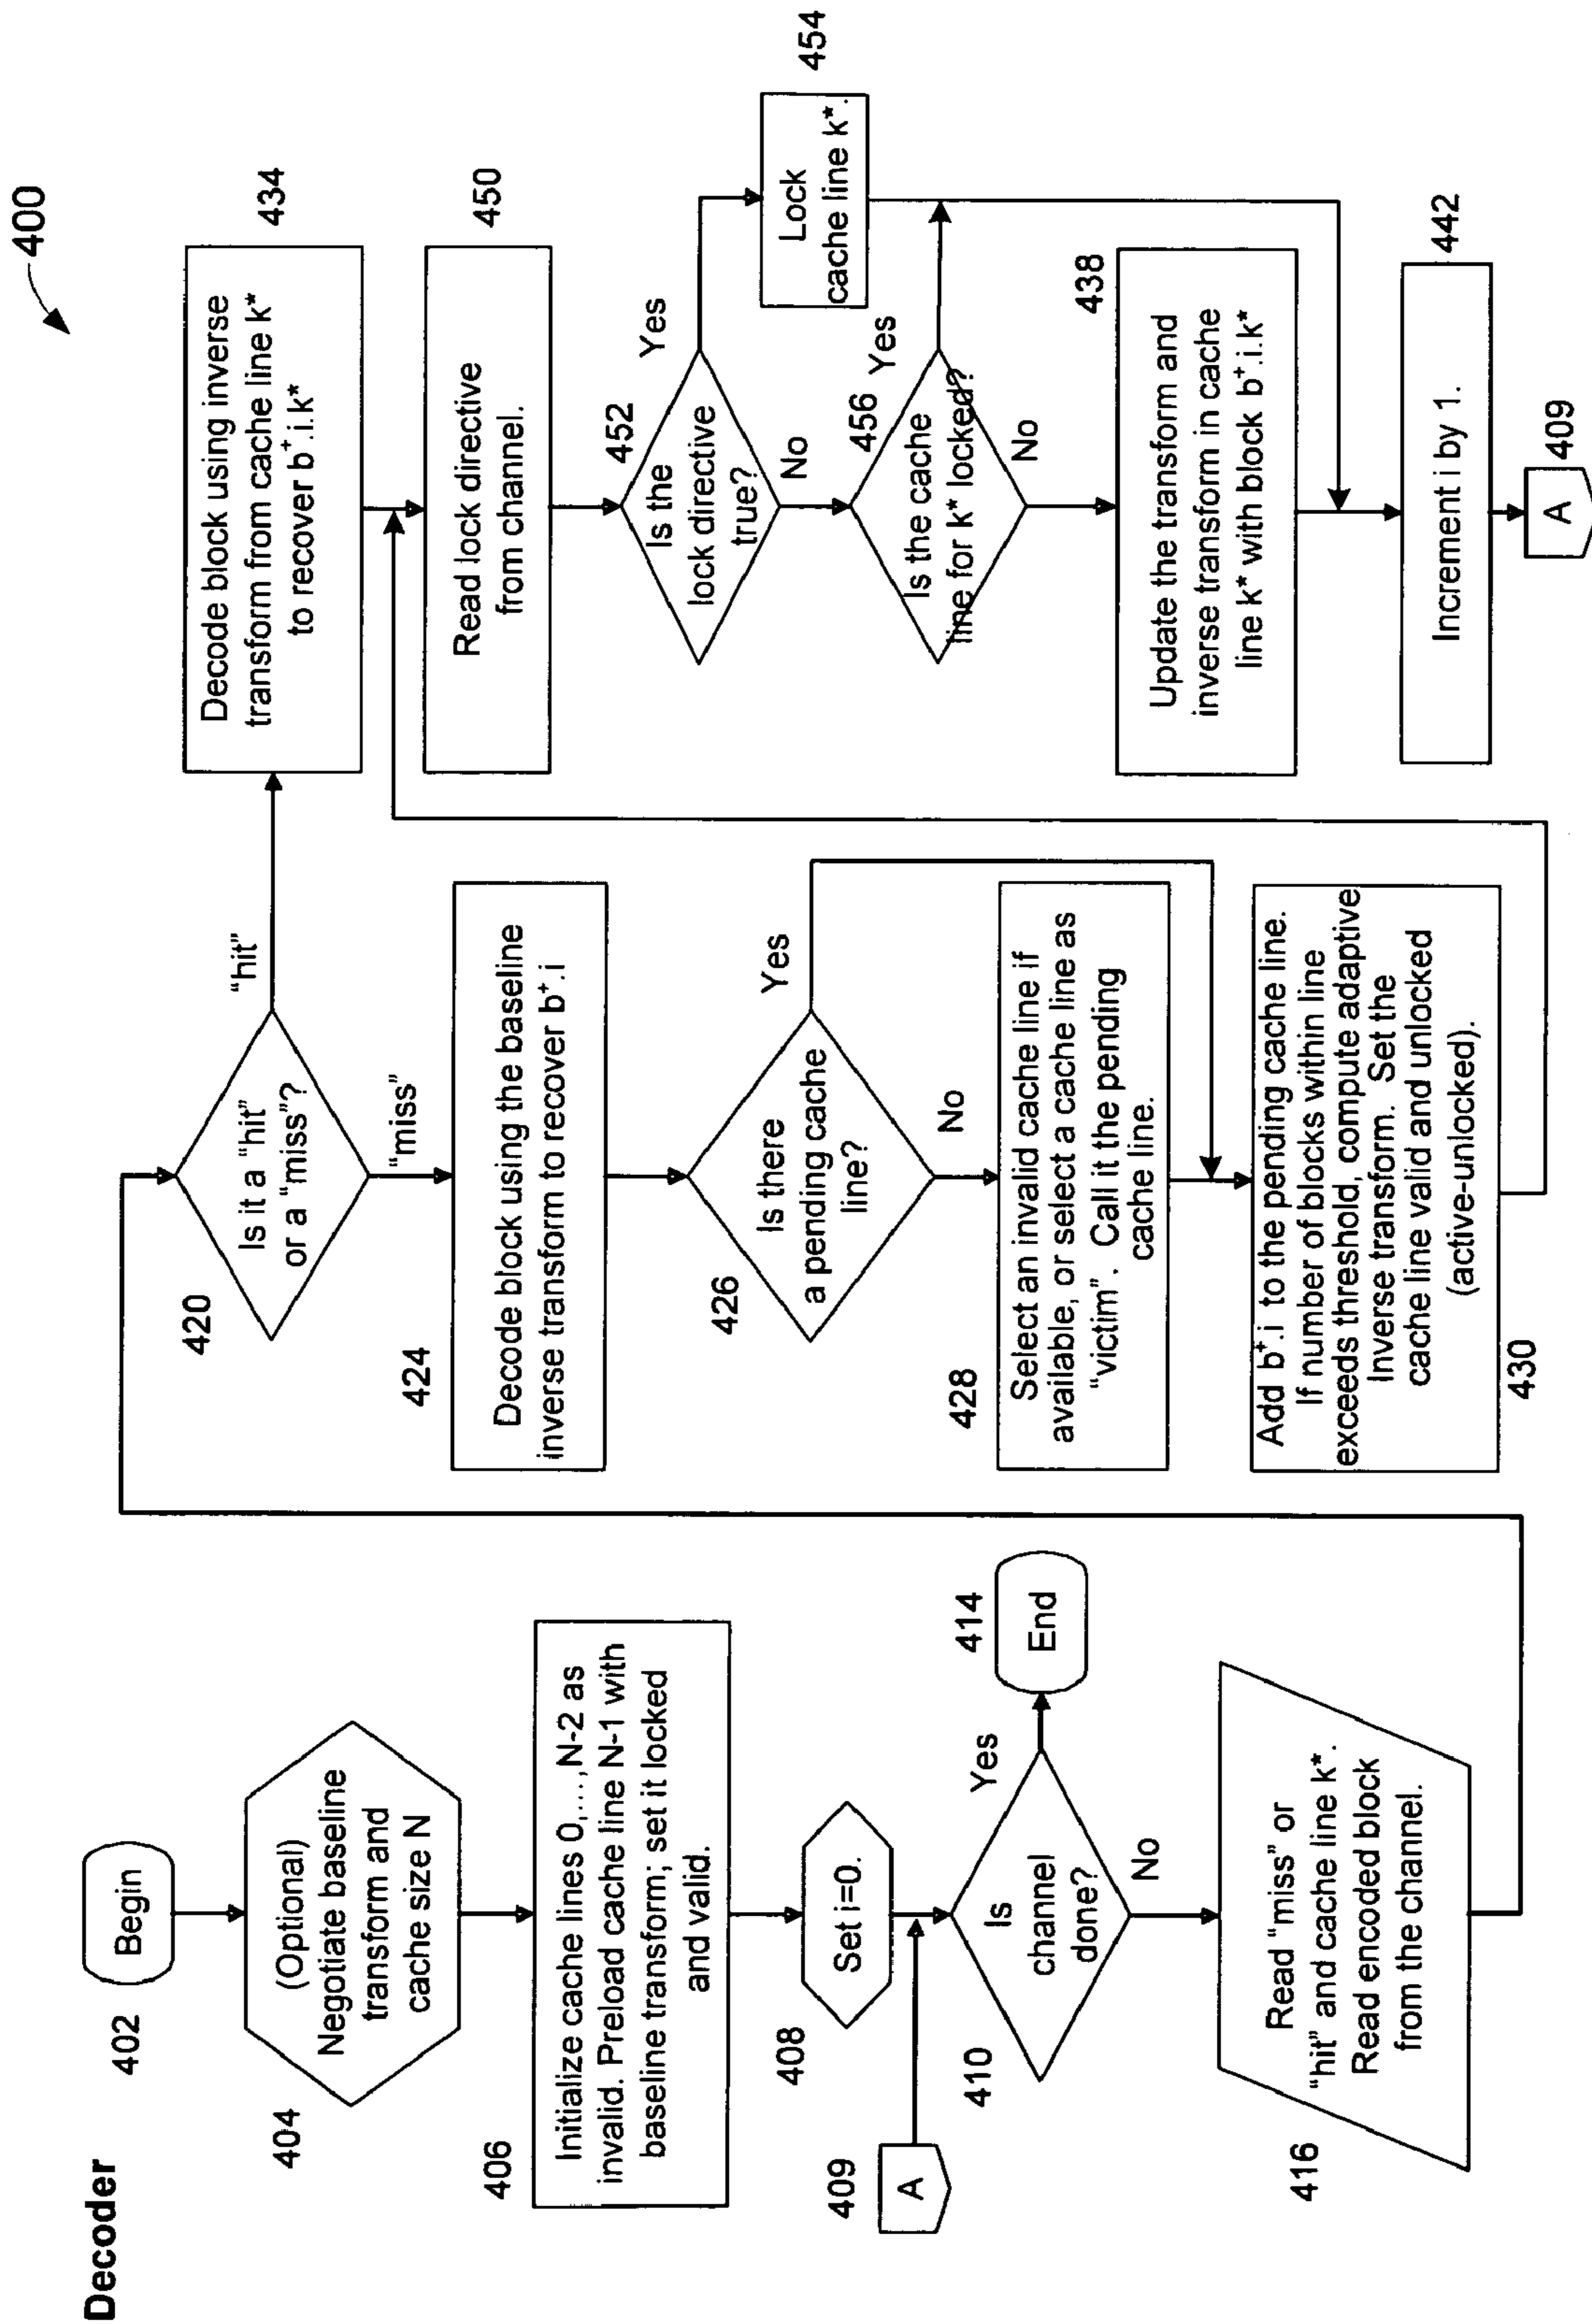 Decoder
400
402
Begin
404
(Optional)
Negotiate baseline
transform and
cache size N
406
Initialize cache lines 0,...,N-2 as
invalid. Preload cache line N-1 with
baseline transform; set it locked
and valid.
408
Set i=0.
409
A
410
Is
channel
done?
Yes
414
End
No
416
Read “miss” or
“hit” and cache line k*.
Read encoded block
from the channel.
420
Is it a “hit”
or a “miss”?
“hit”
“miss”
424
Decode block using the baseline
inverse transform to recover b⁺.i
426
Is there
a pending cache
line?
Yes
No
428
Select an invalid cache line if
available, or select a cache line as
“victim”. Call it the pending
cache line.
Add b⁺.i to the pending cache line.
If number of blocks within line
exceeds threshold, compute adaptive
Inverse transform. Set the
cache line valid and unlocked
(active-unlocked).
430
434
Decode block using inverse
transform from cache line k*
to recover b⁺.i.k*
450
Read lock directive
from channel.
452
Is the
lock directive
true?
Yes
No
454
Lock
cache line k*.
456
Is the cache
line for k* locked?
Yes
No
438
Update the transform and
inverse transform in cache
line k* with block b⁺.i.k*
442
Increment i by 1.
A
409